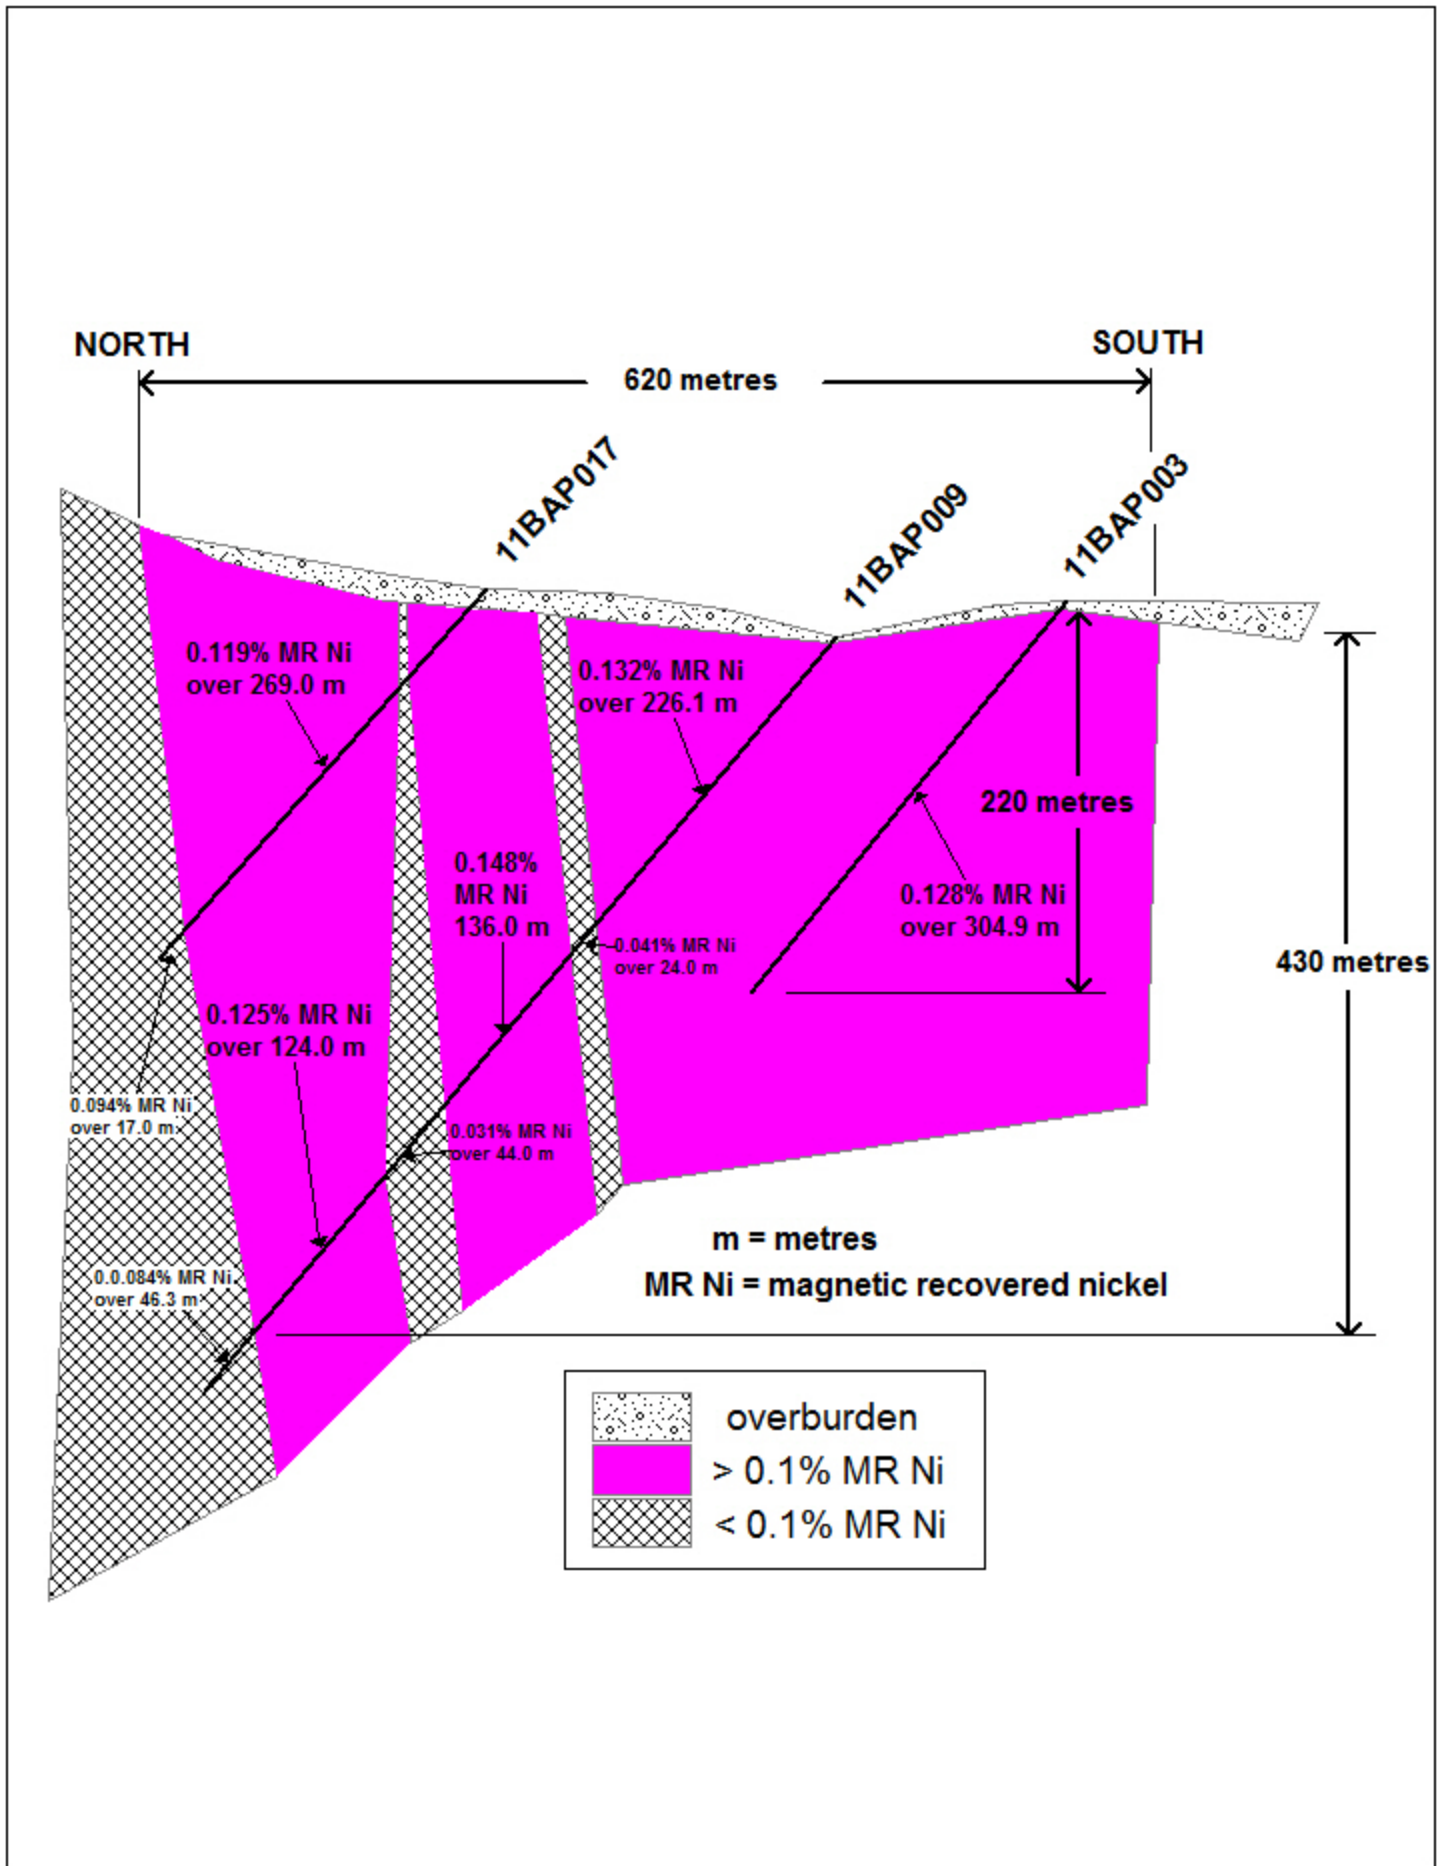 NORTH
SOUTH
620 metres
11BAP017
11BAP009
11BAP003
0.119% MR Ni
over 269.0 m
0.132% MR Ni
over 226.1 m
220 metres
0.148%
MR Ni
136.0 m
0.128% MR Ni
over 304.9 m
0.041% MR Ni
over 24.0 m
430 metres
0.125% MR Ni
over 124.0 m
0.094% MR Ni
over 17.0 m
0.031% MR Ni
over 44.0 m
0.0.084% MR Ni
over 46.3 m
m = metres
MR Ni = magnetic recovered nickel
overburden
> 0.1% MR Ni
< 0.1% MR Ni